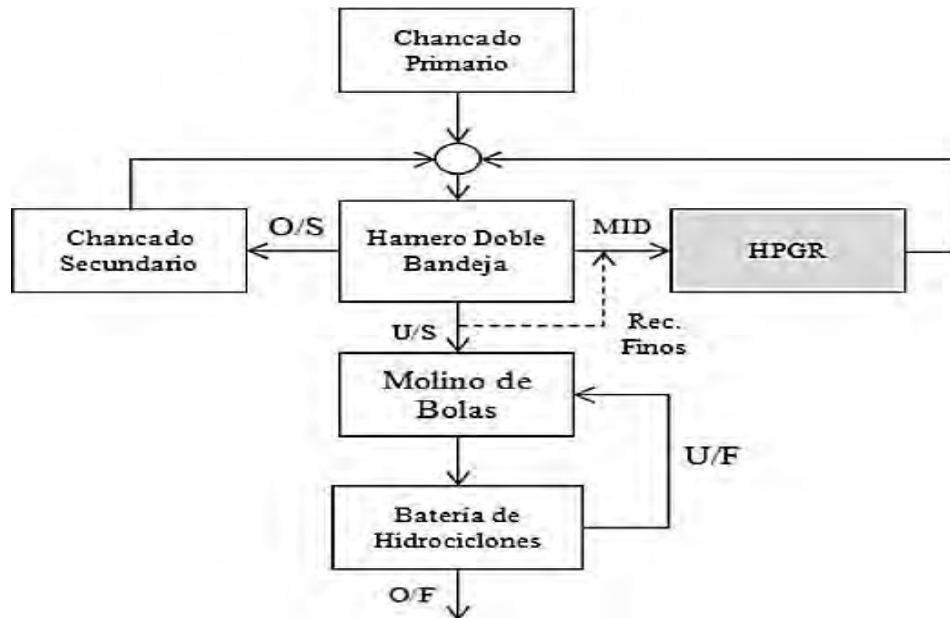 Chancado
Primario
O/S
Chancado
Secundario
Harnero Doble
Bandeja
MID
HPGR
U/S
Rec.
Finos
Molino de
Bolas
U/F
Batería de
Hidrociclones
O/F